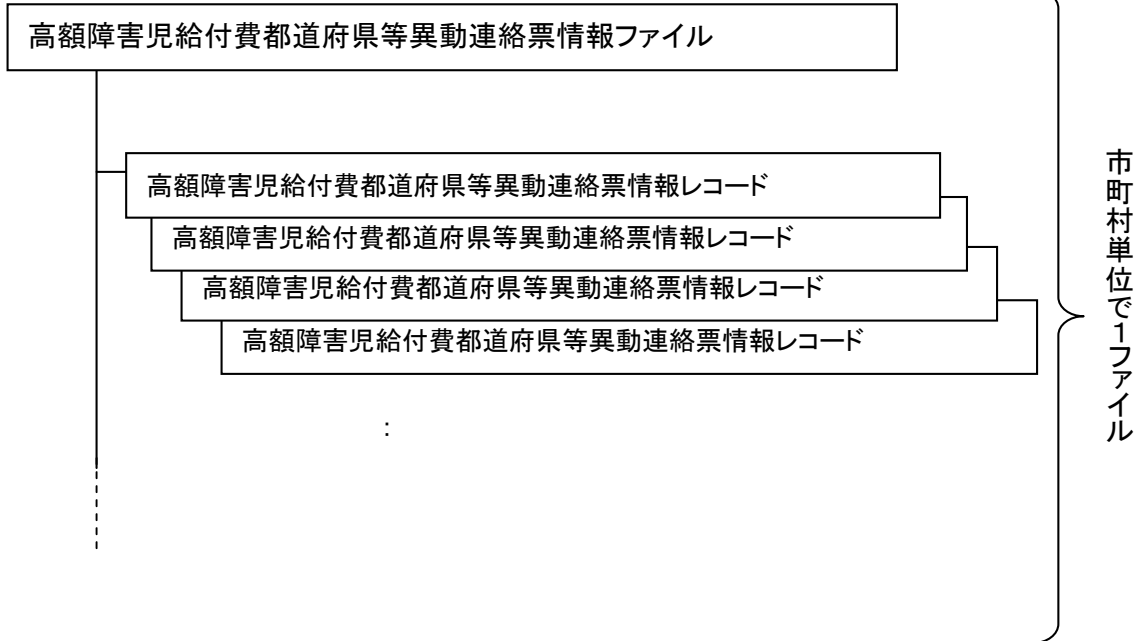 高額障害児給付費都道府県等異動連絡票情報ファイル
高額障害児給付費都道府県等異動連絡票情報レコード
高額障害児給付費都道府県等異動連絡票情報レコード
高額障害児給付費都道府県等異動連絡票情報レコード
高額障害児給付費都道府県等異動連絡票情報レコード
:
市町村単位で1ファイル